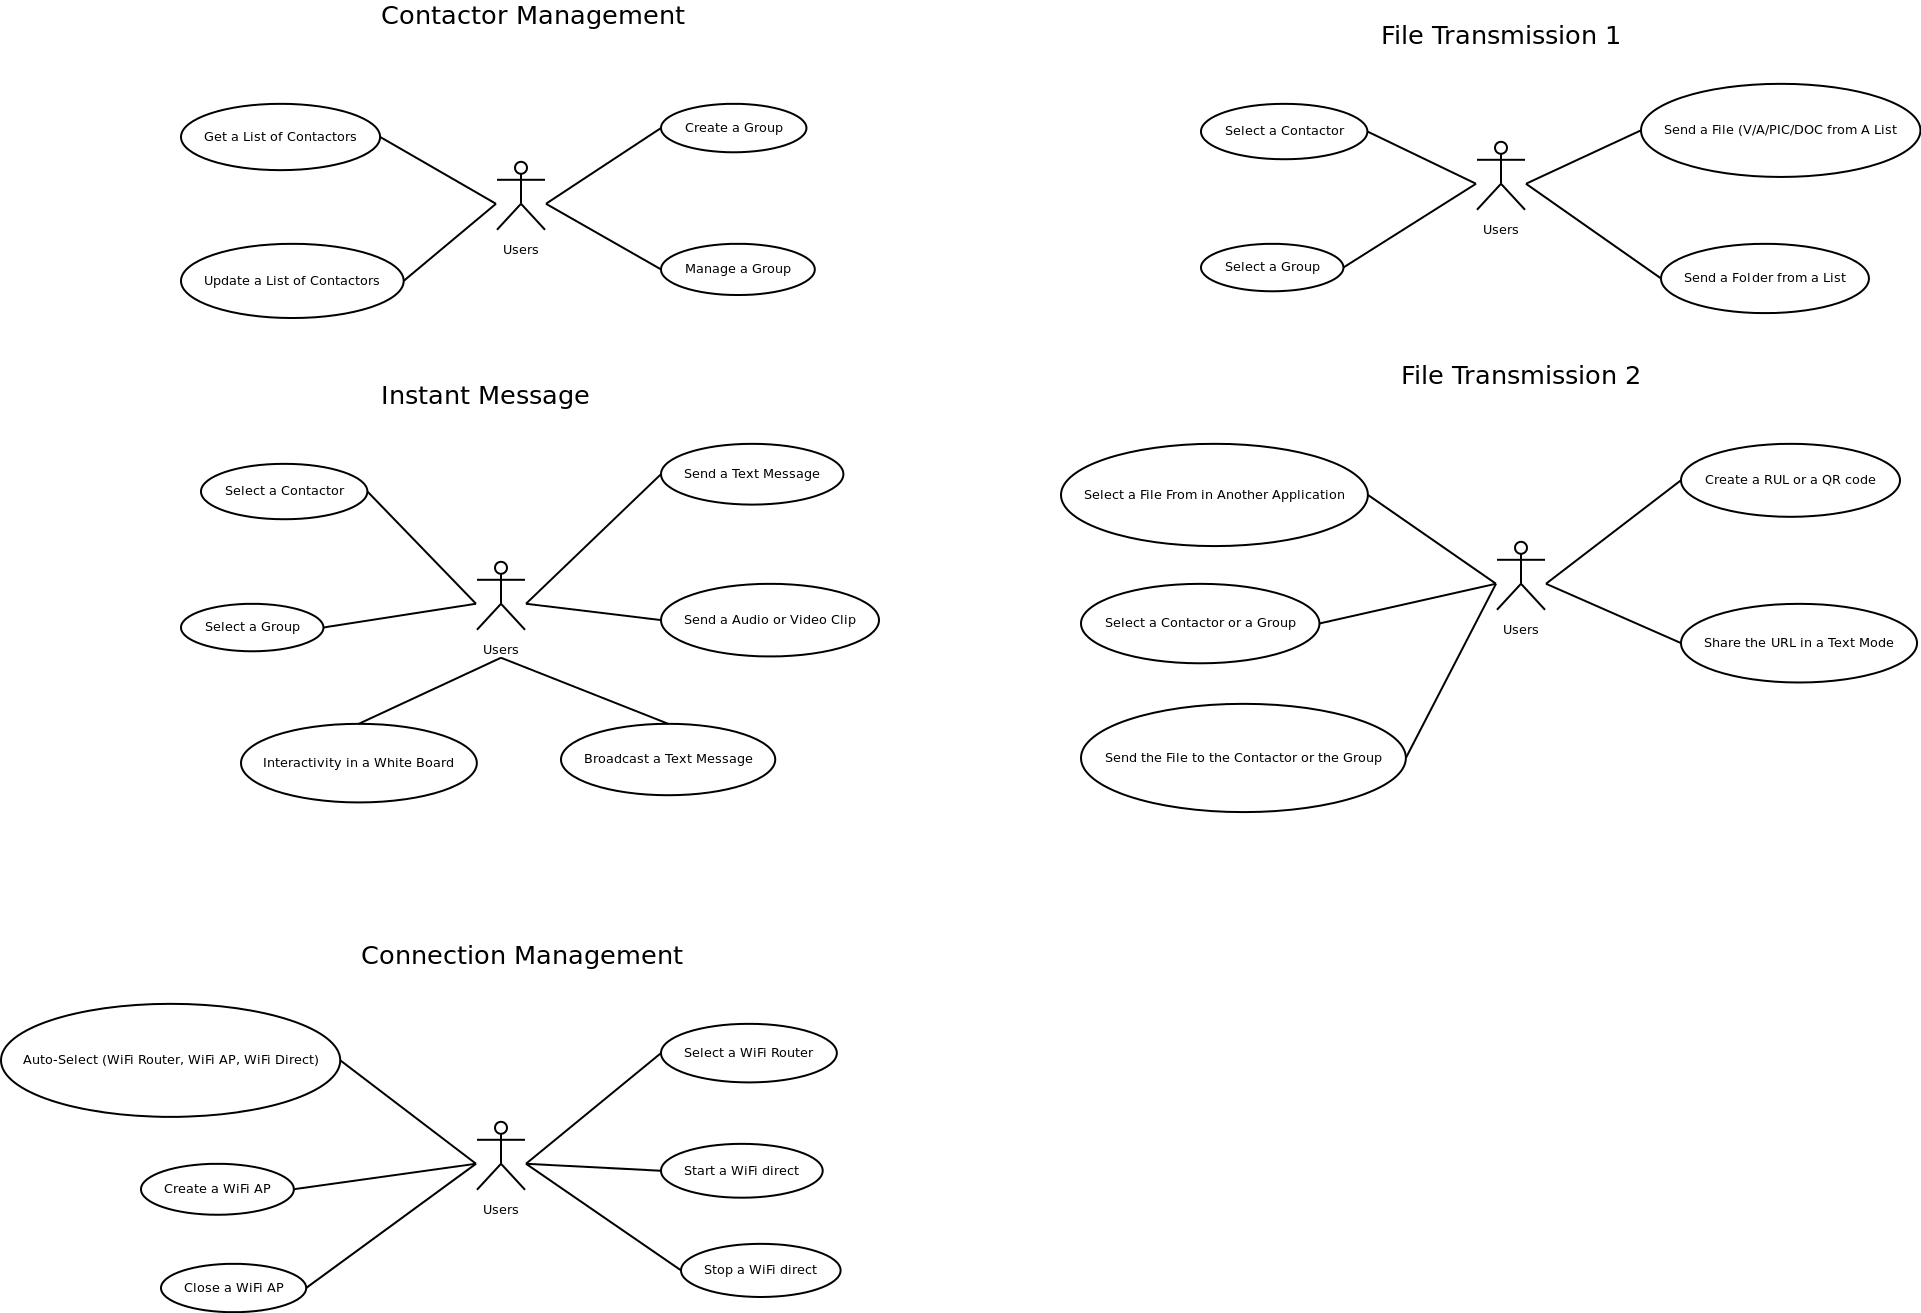 Contactor Management
Get a List of Contactors
Create a Group
Users
Update a List of Contactors
Manage a Group
File Transmission 1
Select a Contactor
Send a File (V/A/PIC/DOC from A List
Users
Select a Group
Send a Folder from a List
Instant Message
Select a Contactor
Send a Text Message
Select a Group
Send a Audio or Video Clip
Users
Interactivity in a White Board
Broadcast a Text Message
File Transmission 2
Select a File From in Another Application
Create a RUL or a QR code
Select a Contactor or a Group
Users
Share the URL in a Text Mode
Send the File to the Contactor or the Group
Connection Management
Auto-Select (WiFi Router, WiFi AP, WiFi Direct)
Select a WiFi Router
Create a WiFi AP
Start a WiFi direct
Users
Close a WiFi AP
Stop a WiFi direct